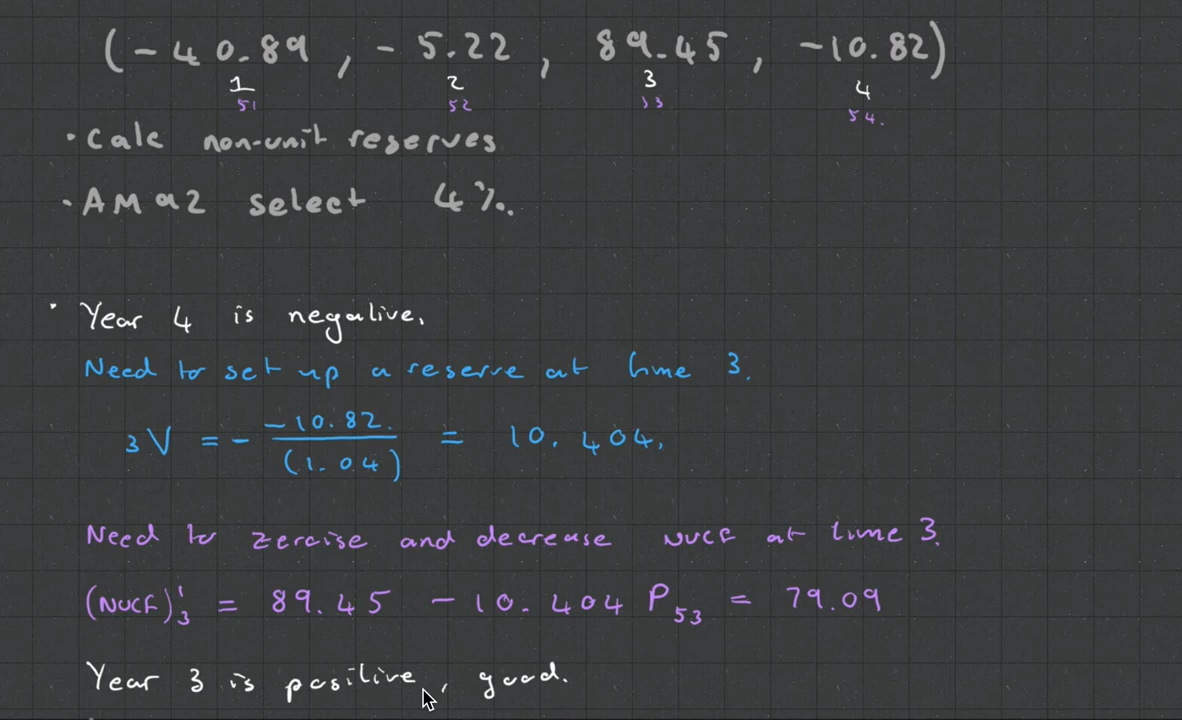 (-40.89 , -5.22 , 89.45 , -10.82)
1 2 3 4
51 52 53 54.
• Calc non-unit reserves
• AM92 select 4%.
• Year 4 is negative.
Need to set up a reserve at time 3.
3V = - -10.82. / (1.04) = 10.404.
Need to zeroise and decrease NUCF at time 3.
(NUCF)'3 = 89.45 - 10.404 P53 = 79.09
Year 3 is positive, good.